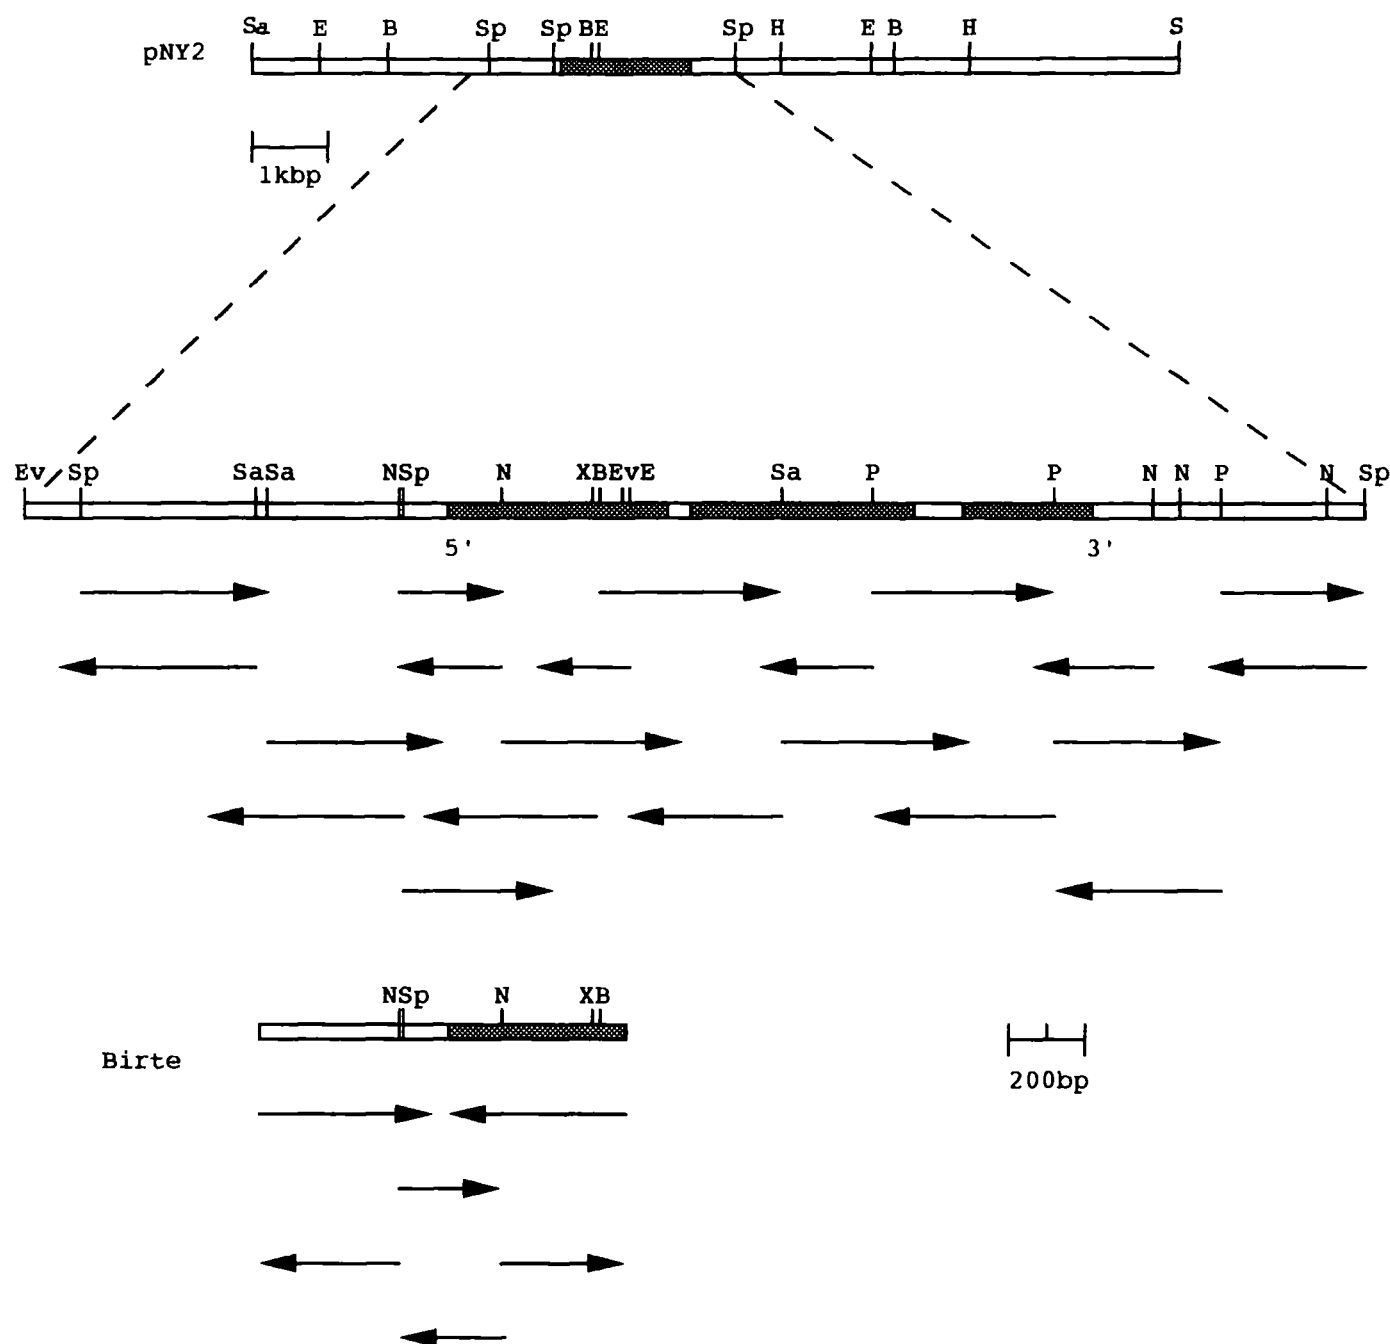 Sa E B Sp Sp BE Sp H E B H S
pNY2
1kbp
Ev Sp SaSa NSp N XBEvE Sa P P N N P N Sp
5' 3'
NSp N XB
Birte
200bp